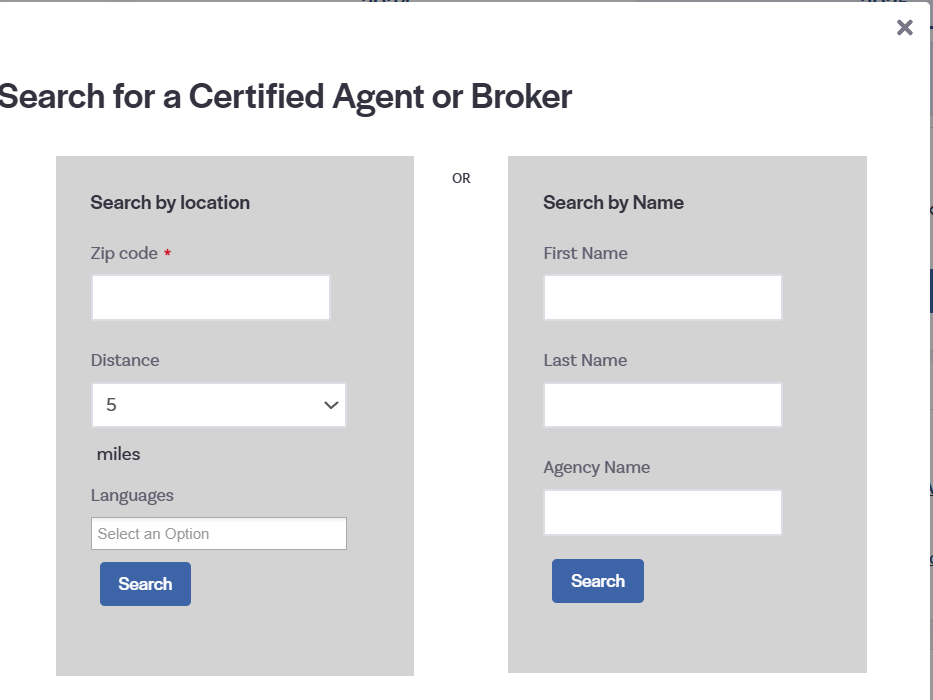 Search for a Certified Agent or Broker
Search by location
Zip code *
5
Distance
miles
Languages
Select an Option
Search
OR
Search by Name
First Name
Last Name
Agency Name
Search